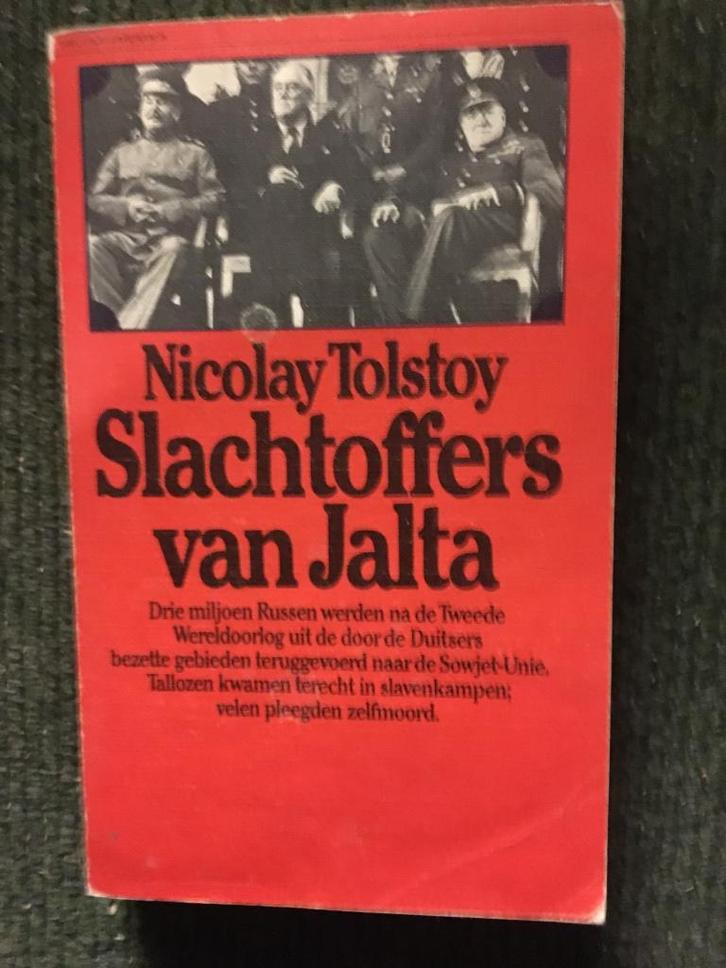 Nicolay Tolstoy
Slachtoffers
van Jalta
Drie miljoen Russen werden na de Tweede
Wereldoorlog uit de door de Duitsers
bezette gebieden teruggevoerd naar de Sowjet-Unie.
Tallozen kwamen terecht in slavenkampen;
velen pleegden zelfmoord.